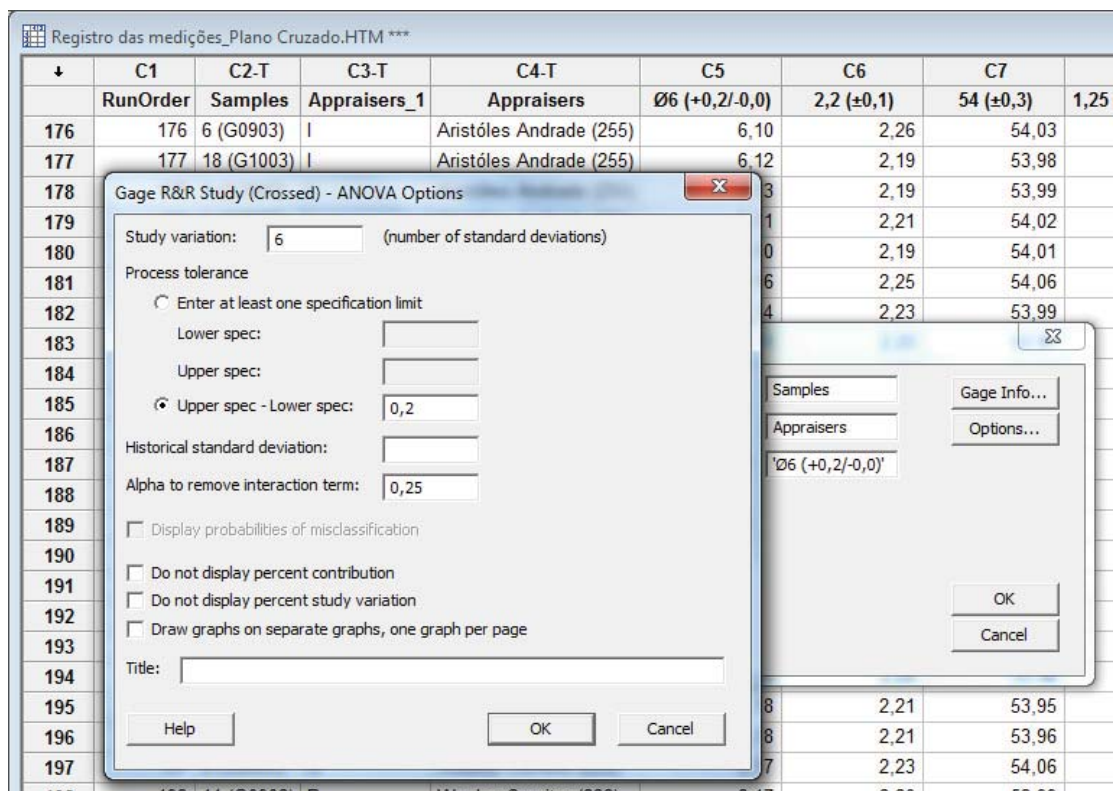 Registro das medições_Plano Cruzado.HTM ***
↓ C1 C2-T C3-T C4-T C5 C6 C7
RunOrder Samples Appraisers_1 Appraisers Ø6 (+0,2/-0,0) 2,2 (±0,1) 54 (±0,3) 1,25
176 176 6 (G0903) I Aristóles Andrade (255) 6,10 2,26 54,03
177 177 18 (G1003) I Aristóles Andrade (255) 6,12 2,19 53,98
178 3 2,19 53,99
179 1 2,21 54,02
180 0 2,19 54,01
181 6 2,25 54,06
182 4 2,23 53,99
183
184
185
186
187
188
189
190
191
192
193
194
195 8 2,21 53,95
196 8 2,21 53,96
197 7 2,23 54,06
Gage R&R Study (Crossed) - ANOVA Options
Study variation: 6 (number of standard deviations)
Process tolerance
Enter at least one specification limit
Lower spec:
Upper spec:
Upper spec - Lower spec: 0,2
Historical standard deviation:
Alpha to remove interaction term: 0,25
Display probabilities of misclassification
Do not display percent contribution
Do not display percent study variation
Draw graphs on separate graphs, one graph per page
Title:
Help OK Cancel
Samples Gage Info...
Appraisers Options...
'Ø6 (+0,2/-0,0)'
OK
Cancel